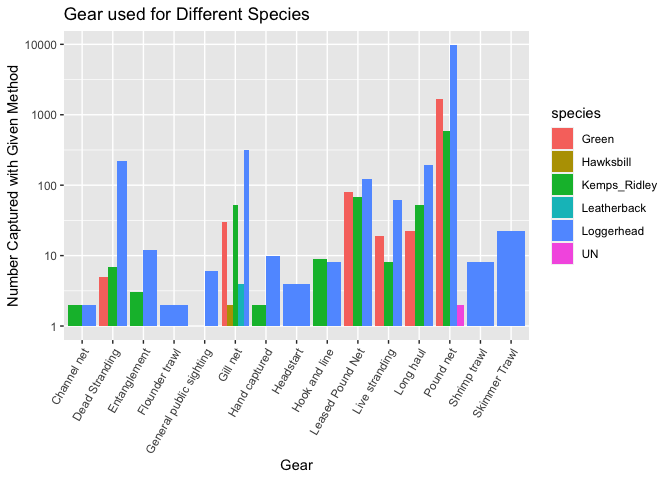 Gear used for Different Species
Number Captured with Given Method
10000
1000
100
10
1
Channel net
Dead Stranding
Entanglement
Flounder trawl
General public sighting
Gill net
Hand captured
Headstart
Hook and line
Leased Pound Net
Live stranding
Long haul
Pound net
Shrimp trawl
Skimmer Trawl
Gear
species
Green
Hawksbill
Kemps_Ridley
Leatherback
Loggerhead
UN